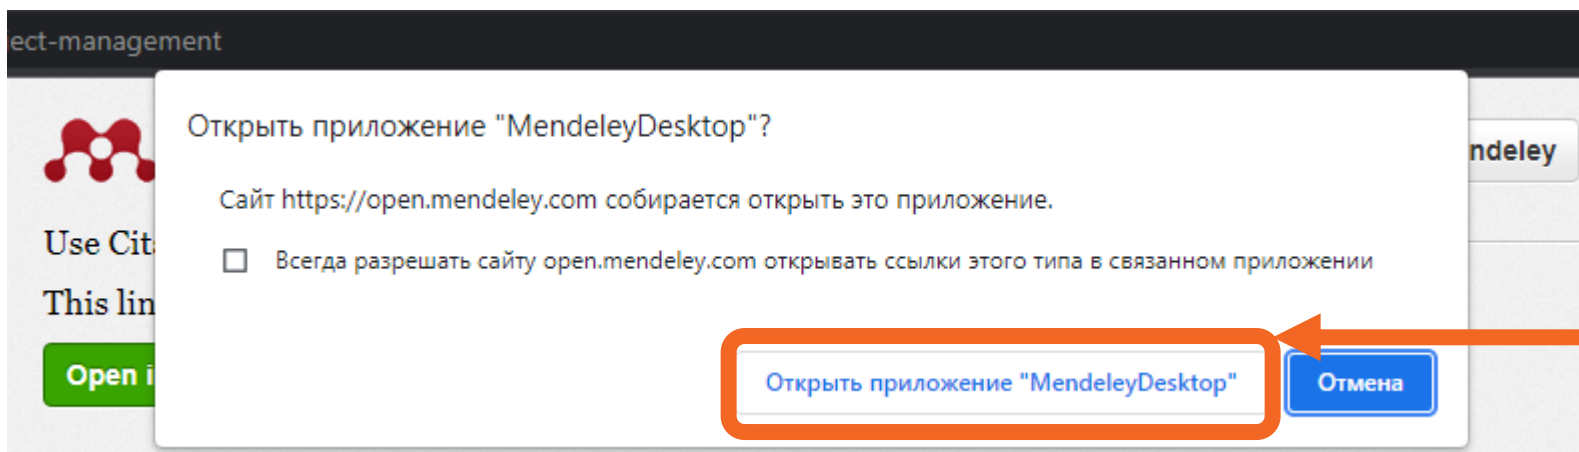 ect-management
Открыть приложение "MendeleyDesktop"?
ndeley
Сайт https://open.mendeley.com собирается открыть это приложение.
Use Cit
Всегда разрешать сайту open.mendeley.com открывать ссылки этого типа в связанном приложении
This lin
Open i
Открыть приложение "MendeleyDesktop"
Отмена